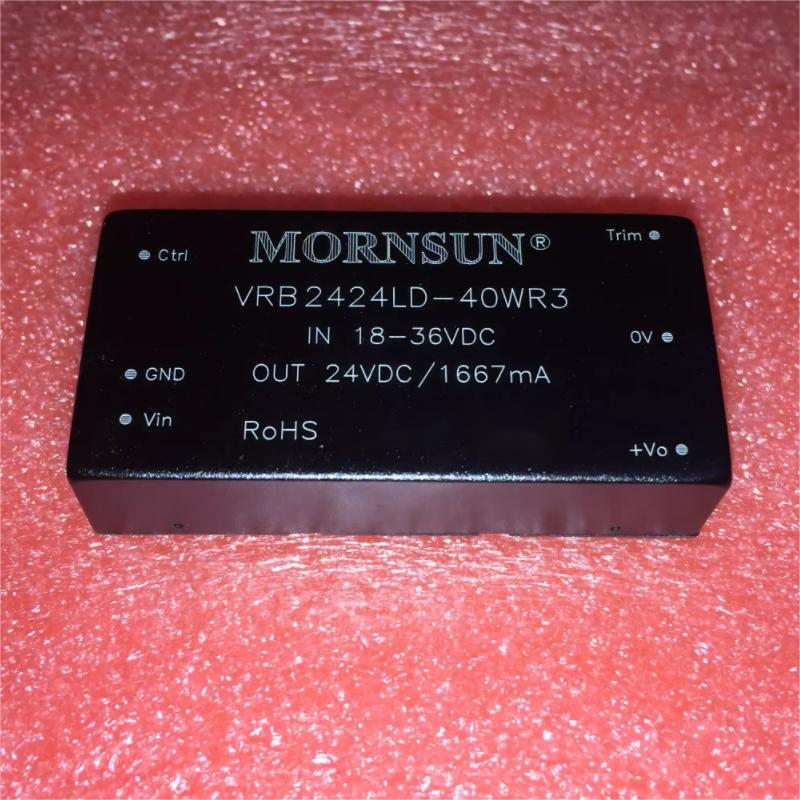 MORNSUN®
Ctrl
Trim
VRB2424LD-40WR3
IN 18-36VDC
0V
GND
OUT 24VDC/1667mA
Vin
RoHS
+Vo